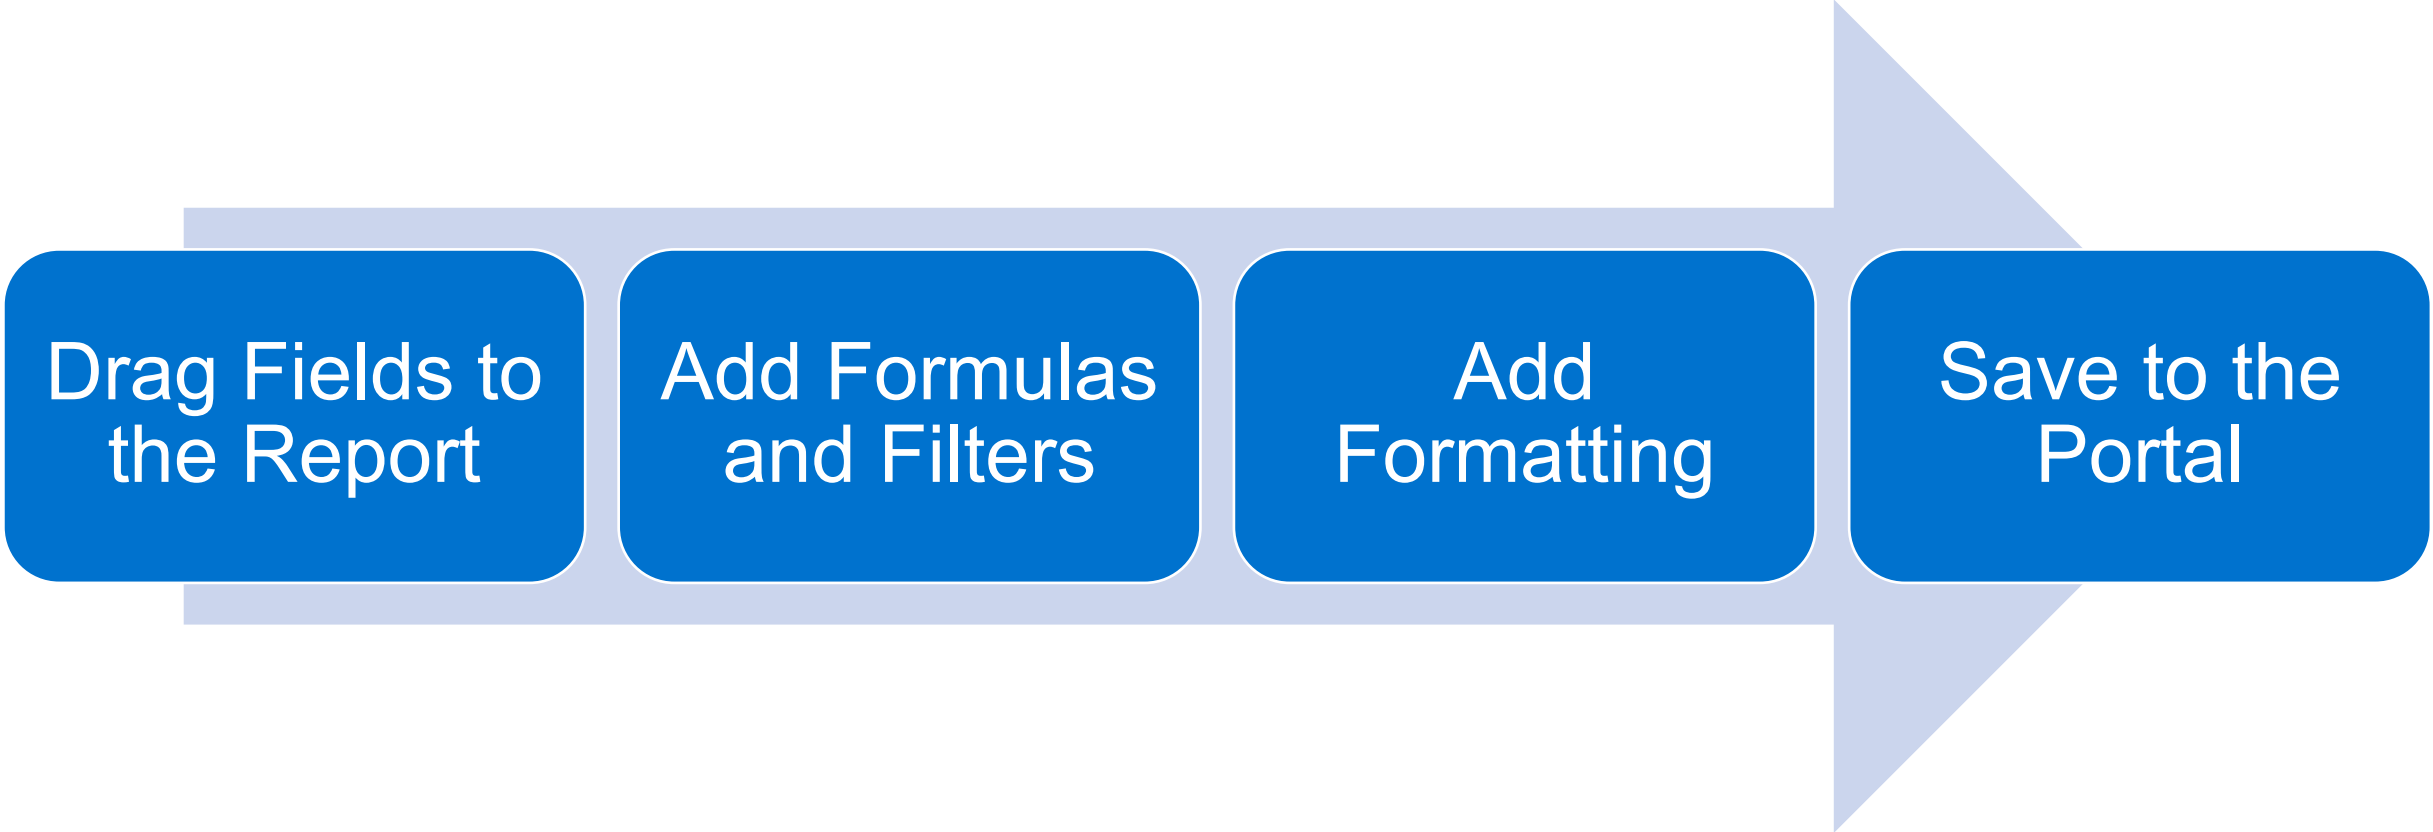 Drag Fields to
the Report
Add Formulas
and Filters
Add
Formatting
Save to the
Portal